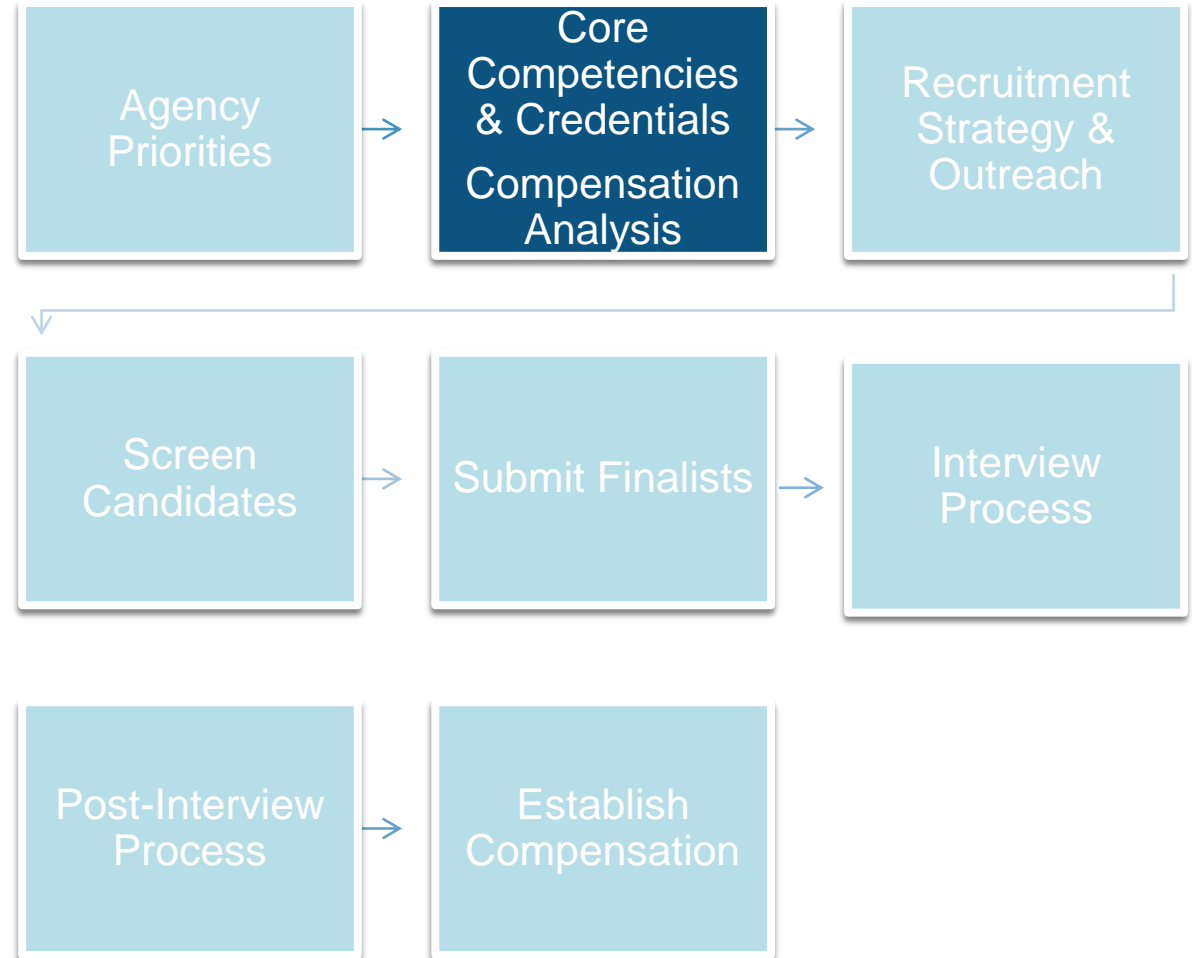 Agency
Priorities
Core
Competencies
& Credentials
Compensation
Analysis
Recruitment
Strategy &
Outreach
Screen
Candidates
Submit Finalists
Interview
Process
Post-Interview
Process
Establish
Compensation